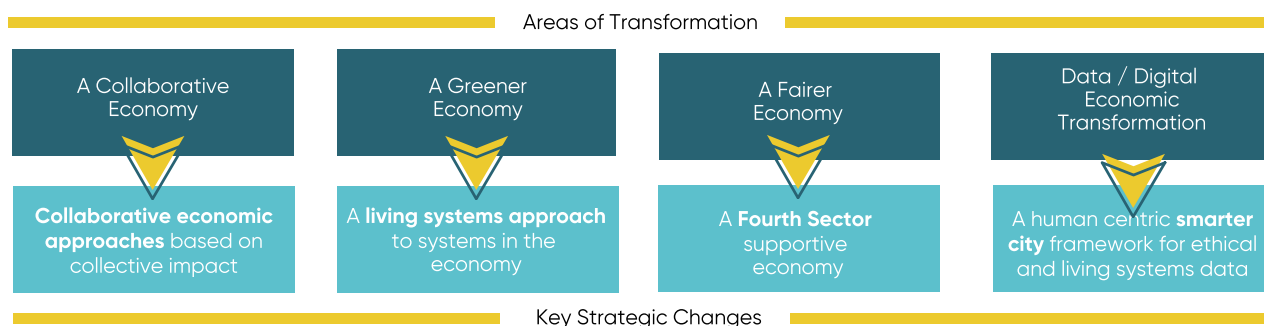 Areas of Transformation
A Collaborative
Economy
A Greener
Economy
A Fairer
Economy
Data / Digital
Economic
Transformation
Collaborative economic
approaches based on
collective impact
A living systems approach
to systems in the
economy
A Fourth Sector
supportive
economy
A human centric smarter
city framework for ethical
and living systems data
Key Strategic Changes